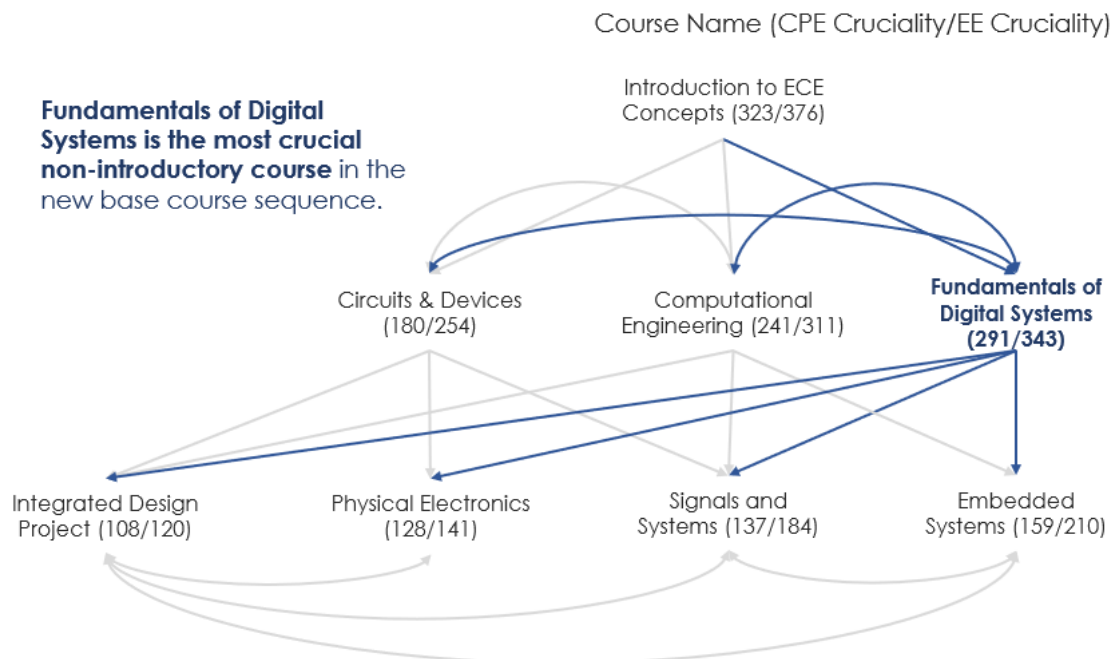 Course Name (CPE Cruciality/EE Cruciality)
Introduction to ECE
Concepts (323/376)
Fundamentals of Digital
Systems is the most crucial
non-introductory course in the
new base course sequence.
Circuits & Devices
(180/254)
Computational
Engineering (241/311)
Fundamentals of
Digital Systems
(291/343)
Integrated Design
Project (108/120)
Physical Electronics
(128/141)
Signals and
Systems (137/184)
Embedded
Systems (159/210)